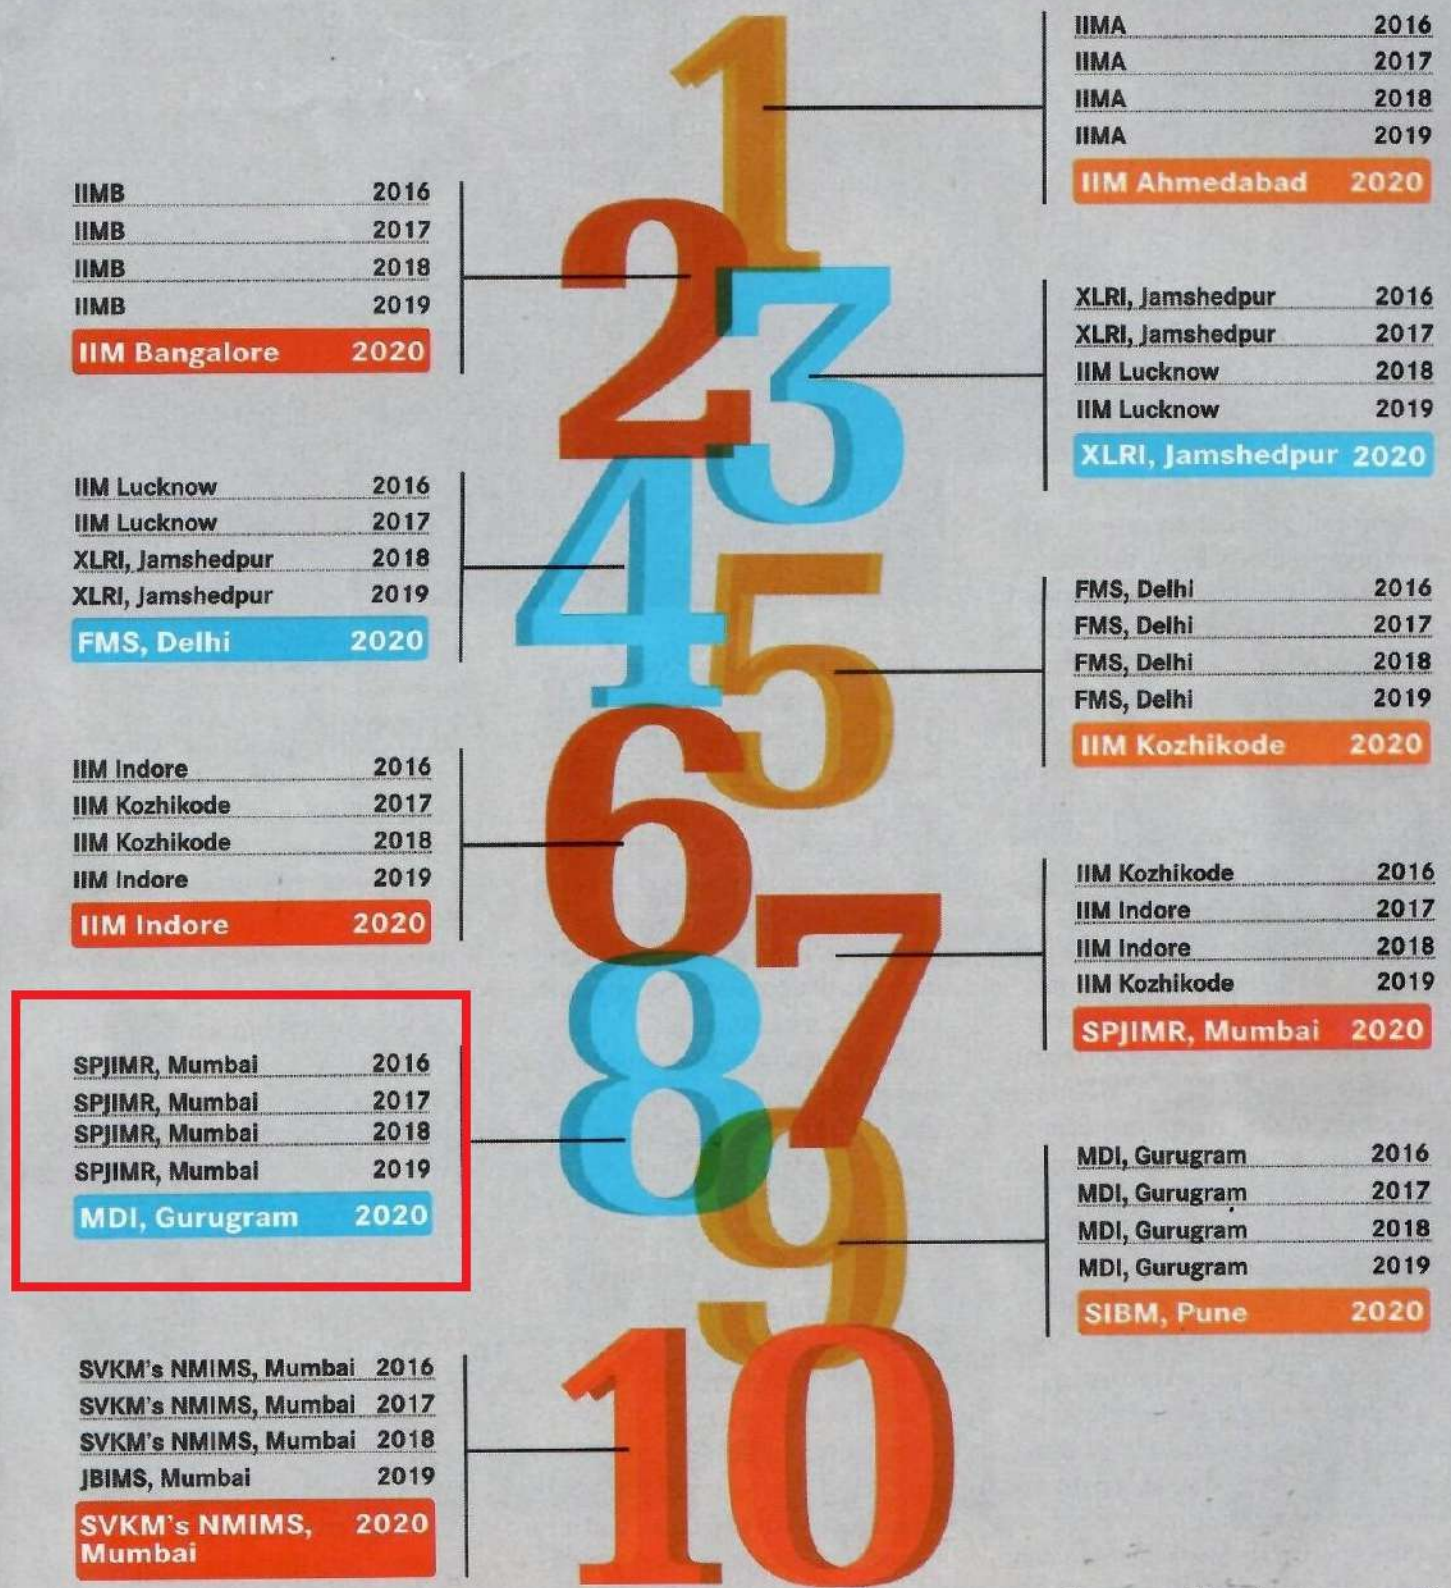 1
IIMA 2016
IIMA 2017
IIMA 2018
IIMA 2019
IIM Ahmedabad 2020
2
IIMB 2016
IIMB 2017
IIMB 2018
IIMB 2019
IIM Bangalore 2020
3
XLRI, Jamshedpur 2016
XLRI, Jamshedpur 2017
IIM Lucknow 2018
IIM Lucknow 2019
XLRI, Jamshedpur 2020
4
IIM Lucknow 2016
IIM Lucknow 2017
XLRI, Jamshedpur 2018
XLRI, Jamshedpur 2019
FMS, Delhi 2020
5
FMS, Delhi 2016
FMS, Delhi 2017
FMS, Delhi 2018
FMS, Delhi 2019
IIM Kozhikode 2020
6
IIM Indore 2016
IIM Kozhikode 2017
IIM Kozhikode 2018
IIM Indore 2019
IIM Indore 2020
7
IIM Kozhikode 2016
IIM Indore 2017
IIM Indore 2018
IIM Kozhikode 2019
SPJIMR, Mumbai 2020
8
SPJIMR, Mumbai 2016
SPJIMR, Mumbai 2017
SPJIMR, Mumbai 2018
SPJIMR, Mumbai 2019
MDI, Gurugram 2020
9
MDI, Gurugram 2016
MDI, Gurugram 2017
MDI, Gurugram 2018
MDI, Gurugram 2019
SIBM, Pune 2020
10
SVKM's NMIMS, Mumbai 2016
SVKM's NMIMS, Mumbai 2017
SVKM's NMIMS, Mumbai 2018
JBIMS, Mumbai 2019
SVKM's NMIMS, 2020
Mumbai